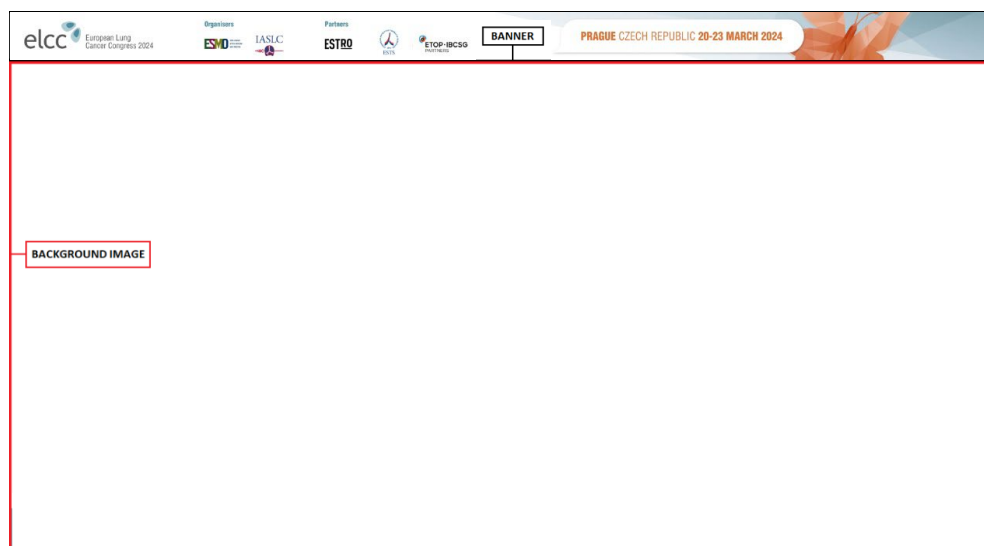 elcc
European Lung
Cancer Congress 2024
Organisers
ESMO
IASLC
Partners
ESTRO
ESTS
ETOP·IBCSG
PARTNERS
BANNER
PRAGUE CZECH REPUBLIC 20-23 MARCH 2024
BACKGROUND IMAGE